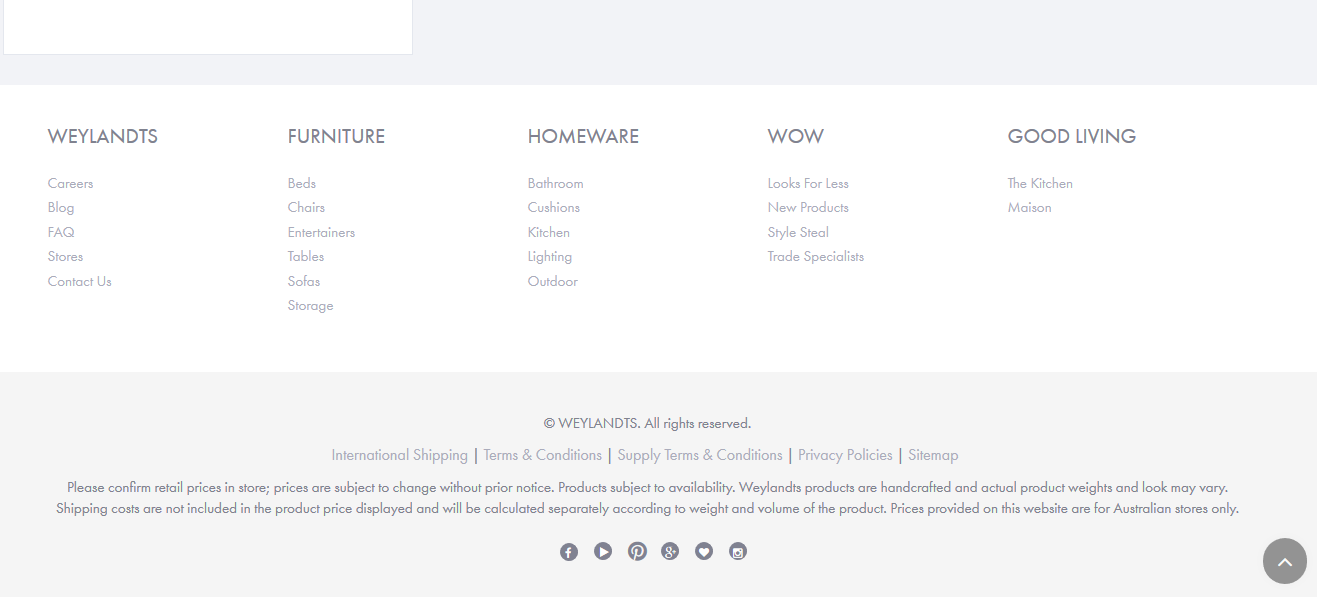 WEYLANDTS
Careers
Blog
FAQ
Stores
Contact Us
FURNITURE
Beds
Chairs
Entertainers
Tables
Sofas
Storage
HOMEWARE
Bathroom
Cushions
Kitchen
Lighting
Outdoor
WOW
Looks For Less
New Products
Style Steal
Trade Specialists
GOOD LIVING
The Kitchen
Maison
© WEYLANDTS. All rights reserved.
International Shipping | Terms & Conditions | Supply Terms & Conditions | Privacy Policies | Sitemap
Please confirm retail prices in store; prices are subject to change without prior notice. Products subject to availability. Weylandts products are handcrafted and actual product weights and look may vary.
Shipping costs are not included in the product price displayed and will be calculated separately according to weight and volume of the product. Prices provided on this website are for Australian stores only.